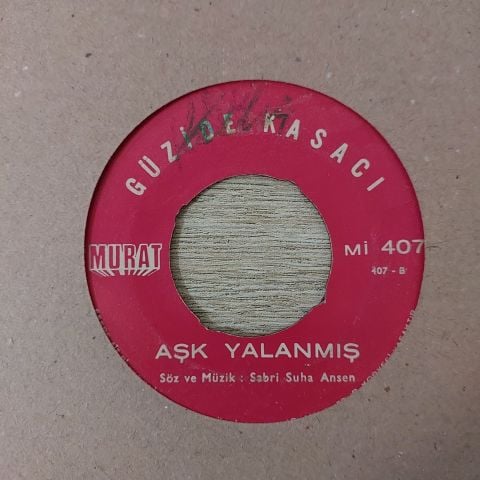 GÜZİDE KASACI
MURAT
Mİ 407
407 - B
AŞK YALANMIŞ
Söz ve Müzik : Sabri Suha Ansen